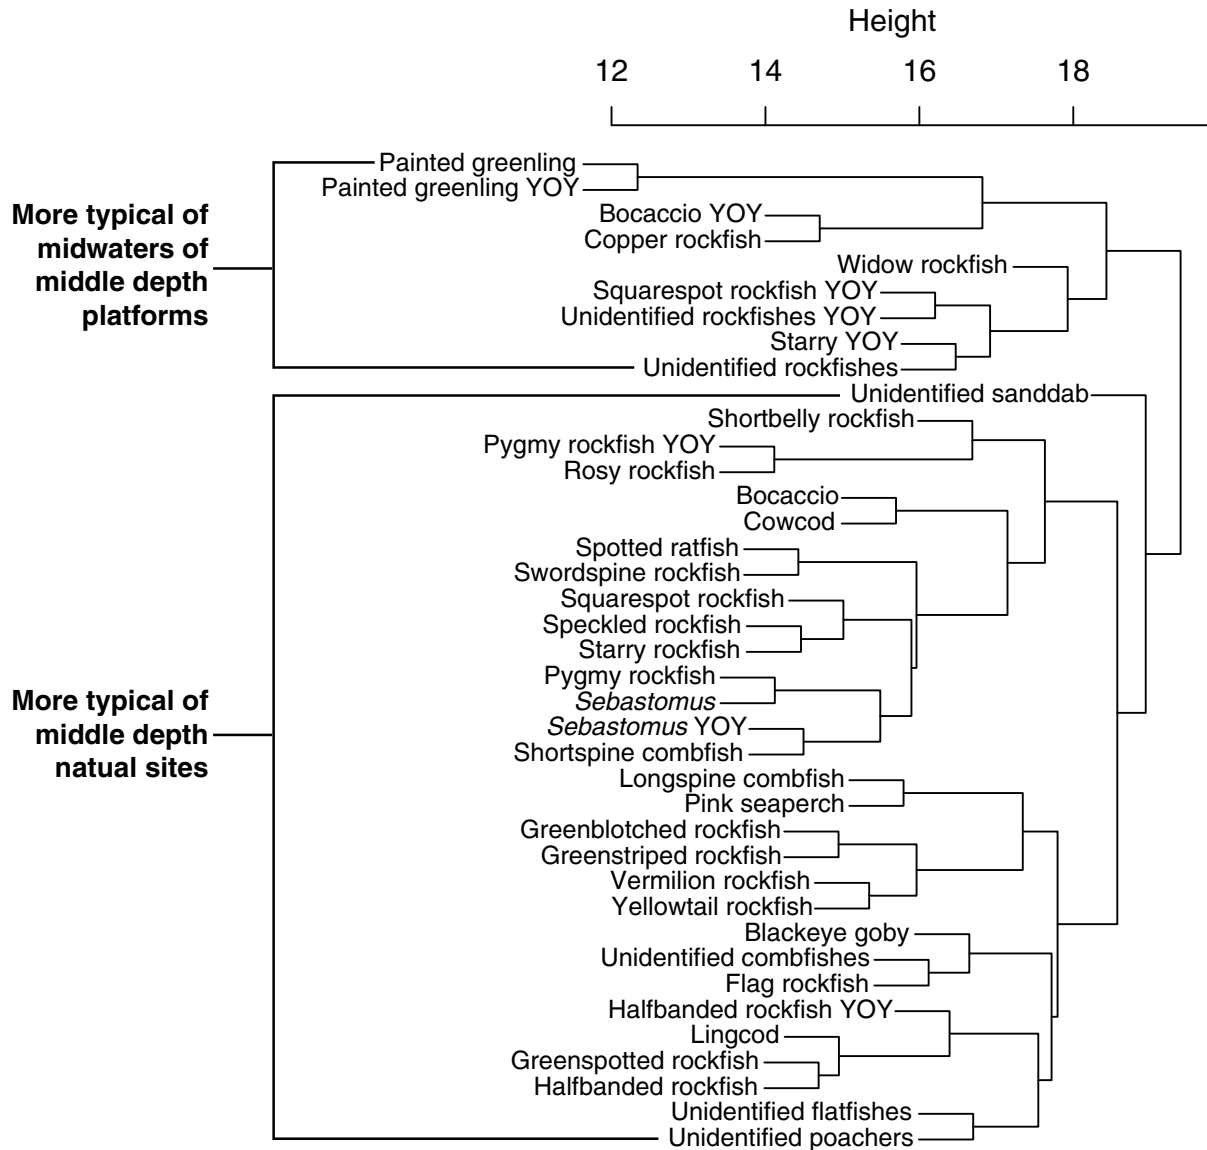 Height
12 14 16 18
Painted greenling
Painted greenling YOY
Bocaccio YOY
Copper rockfish
Widow rockfish
Squarespot rockfish YOY
Unidentified rockfishes YOY
Starry YOY
Unidentified rockfishes
More typical of
midwaters of
middle depth
platforms
Unidentified sanddab
Shortbelly rockfish
Pygmy rockfish YOY
Rosy rockfish
Bocaccio
Cowcod
Spotted ratfish
Swordspine rockfish
Squarespot rockfish
Speckled rockfish
Starry rockfish
Pygmy rockfish
Sebastomus
Sebastomus YOY
Shortspine combfish
Longspine combfish
Pink seaperch
Greenblotched rockfish
Greenstriped rockfish
Vermilion rockfish
Yellowtail rockfish
Blackeye goby
Unidentified combfishes
Flag rockfish
Halfbanded rockfish YOY
Lingcod
Greenspotted rockfish
Halfbanded rockfish
Unidentified flatfishes
Unidentified poachers
More typical of
middle depth
natual sites